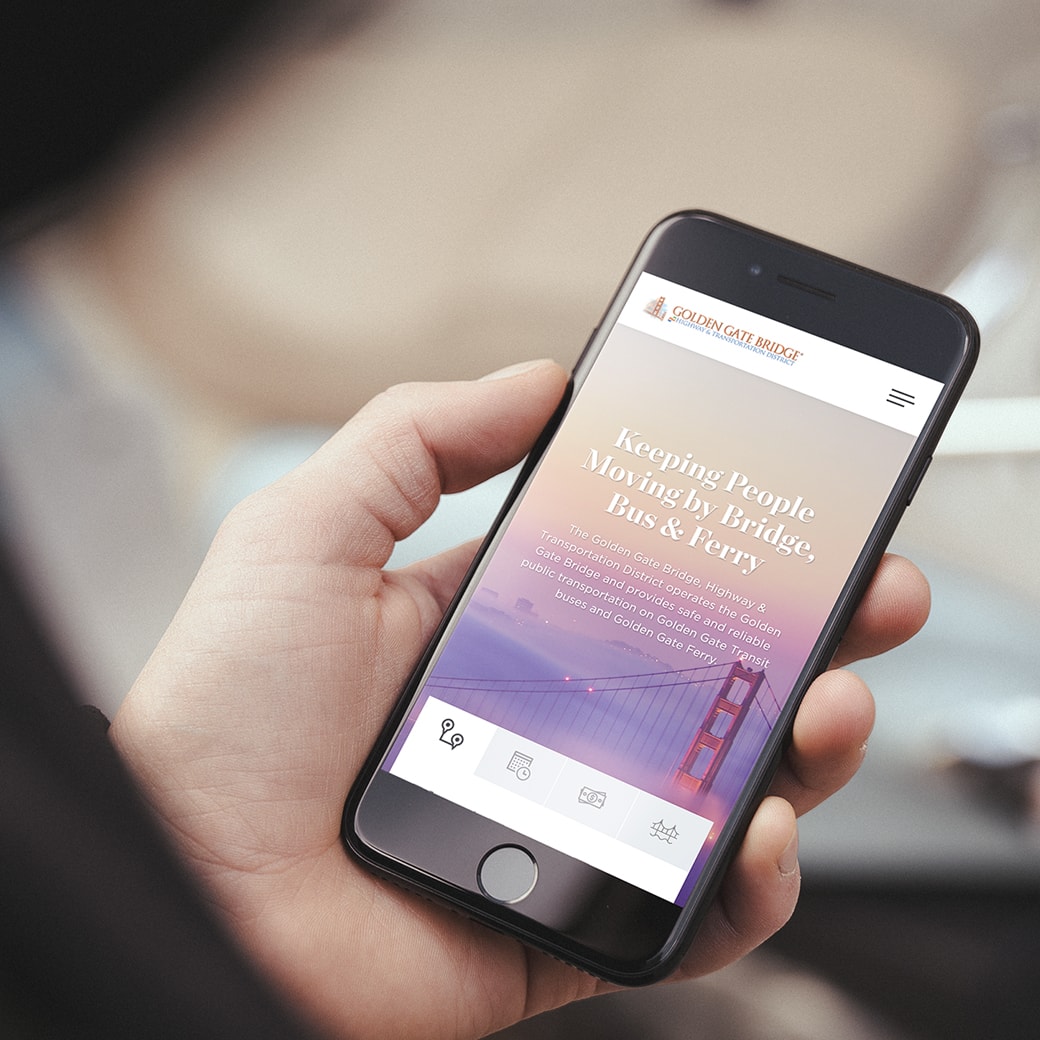 GOLDEN GATE BRIDGE®
HIGHWAY & TRANSPORTATION DISTRICT
Keeping People
Moving by Bridge,
Bus & Ferry
The Golden Gate Bridge, Highway &
Transportation District operates the Golden
Gate Bridge and provides safe and reliable
public transportation on Golden Gate Transit
buses and Golden Gate Ferry.